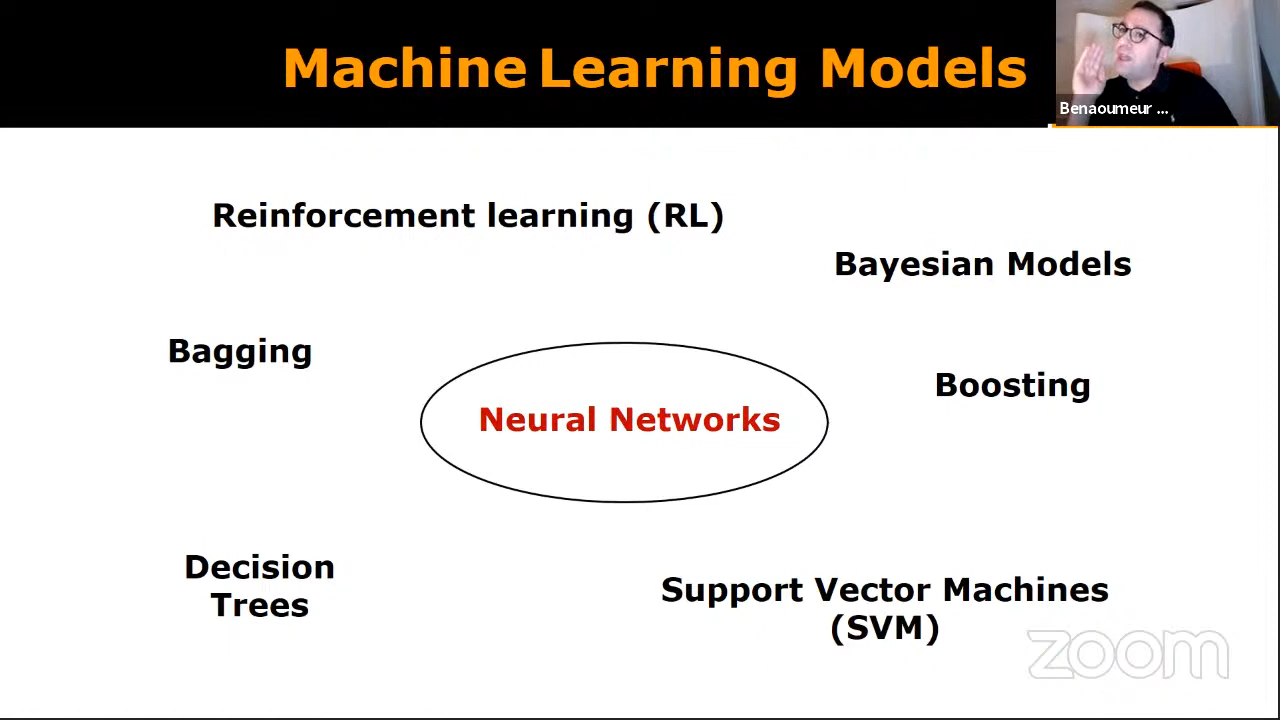 Machine Learning Models
Benaoumeur ...
Reinforcement learning (RL)
Bayesian Models
Bagging
Boosting
Neural Networks
Decision
Trees
Support Vector Machines
(SVM)
zoom